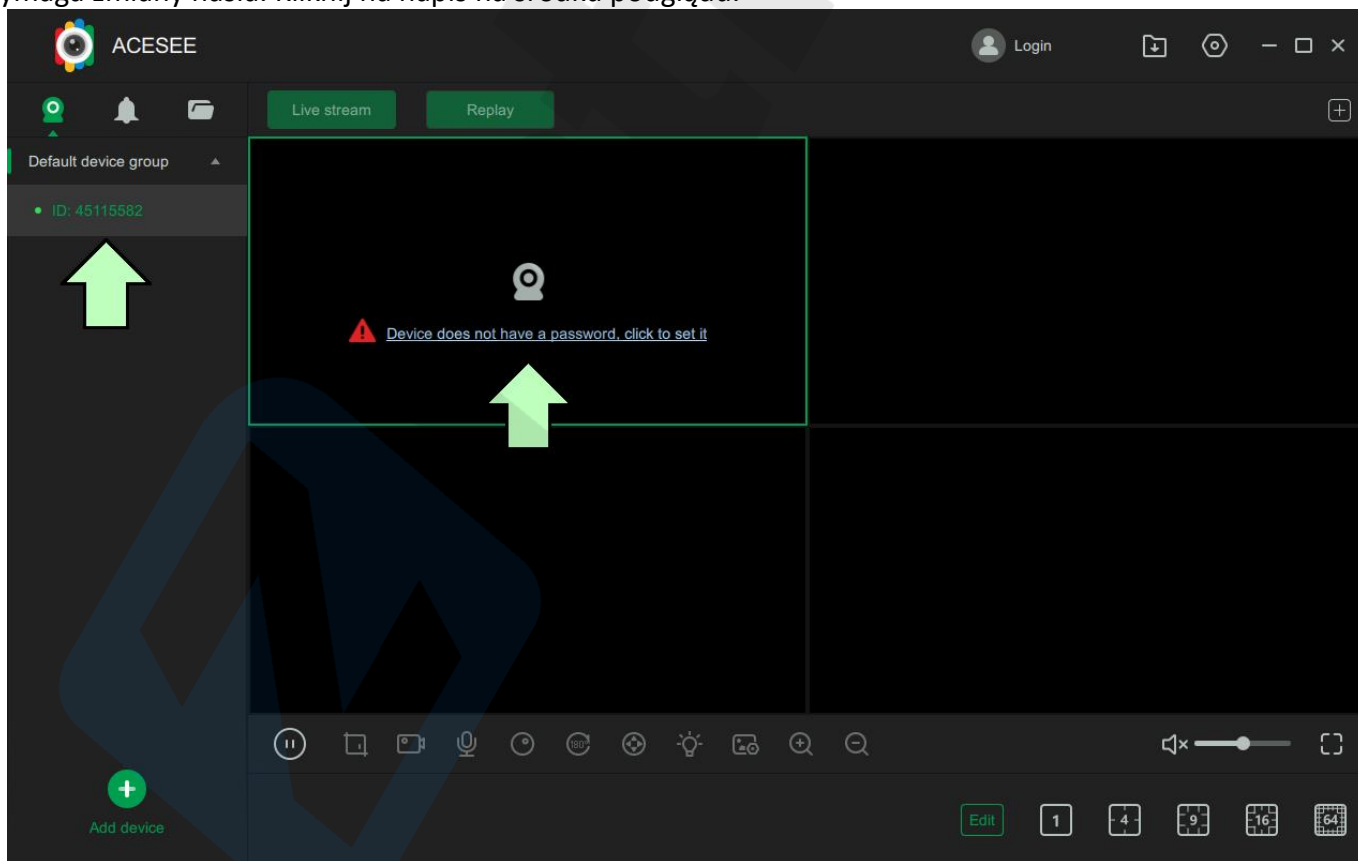 ACESEE
Login
Live stream
Replay
Default device group
ID: 45115582
Device does not have a password, click to set it
180°
Add device
Edit
1
4
9
16
64